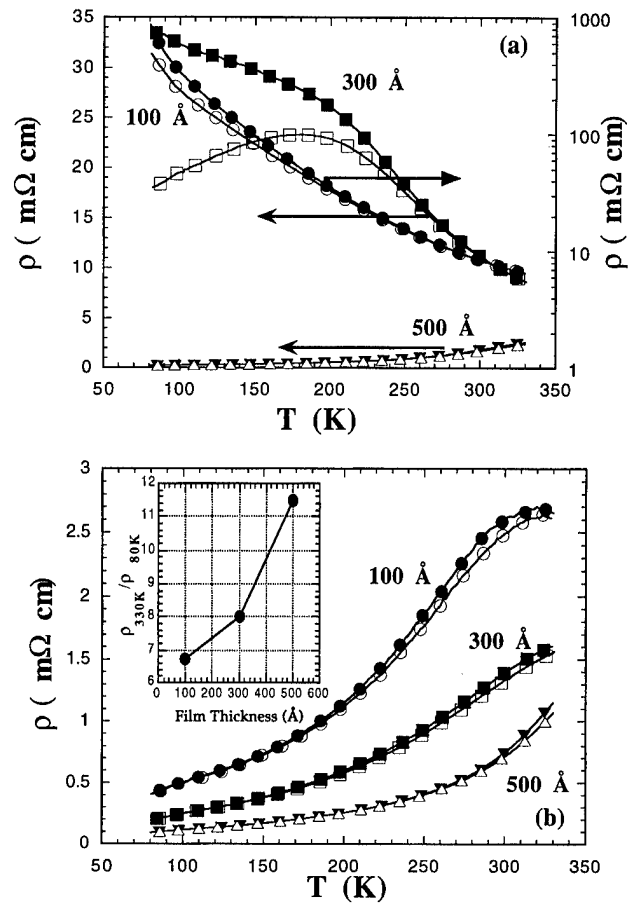 (a)
ρ ( mΩ cm)
35
30
25
20
15
10
5
0
1000
100
10
1
ρ ( mΩ cm)
300 Å
100 Å
500 Å
50 100 150 200 250 300 350
T (K)
(b)
ρ ( mΩ cm)
3
2.5
2
1.5
1
0.5
0
ρ330K/ρ80K
12
11
10
9
8
7
6
0 100 200 300 400 500 600
Film Thickness (Å)
100 Å
300 Å
500 Å
50 100 150 200 250 300 350
T (K)